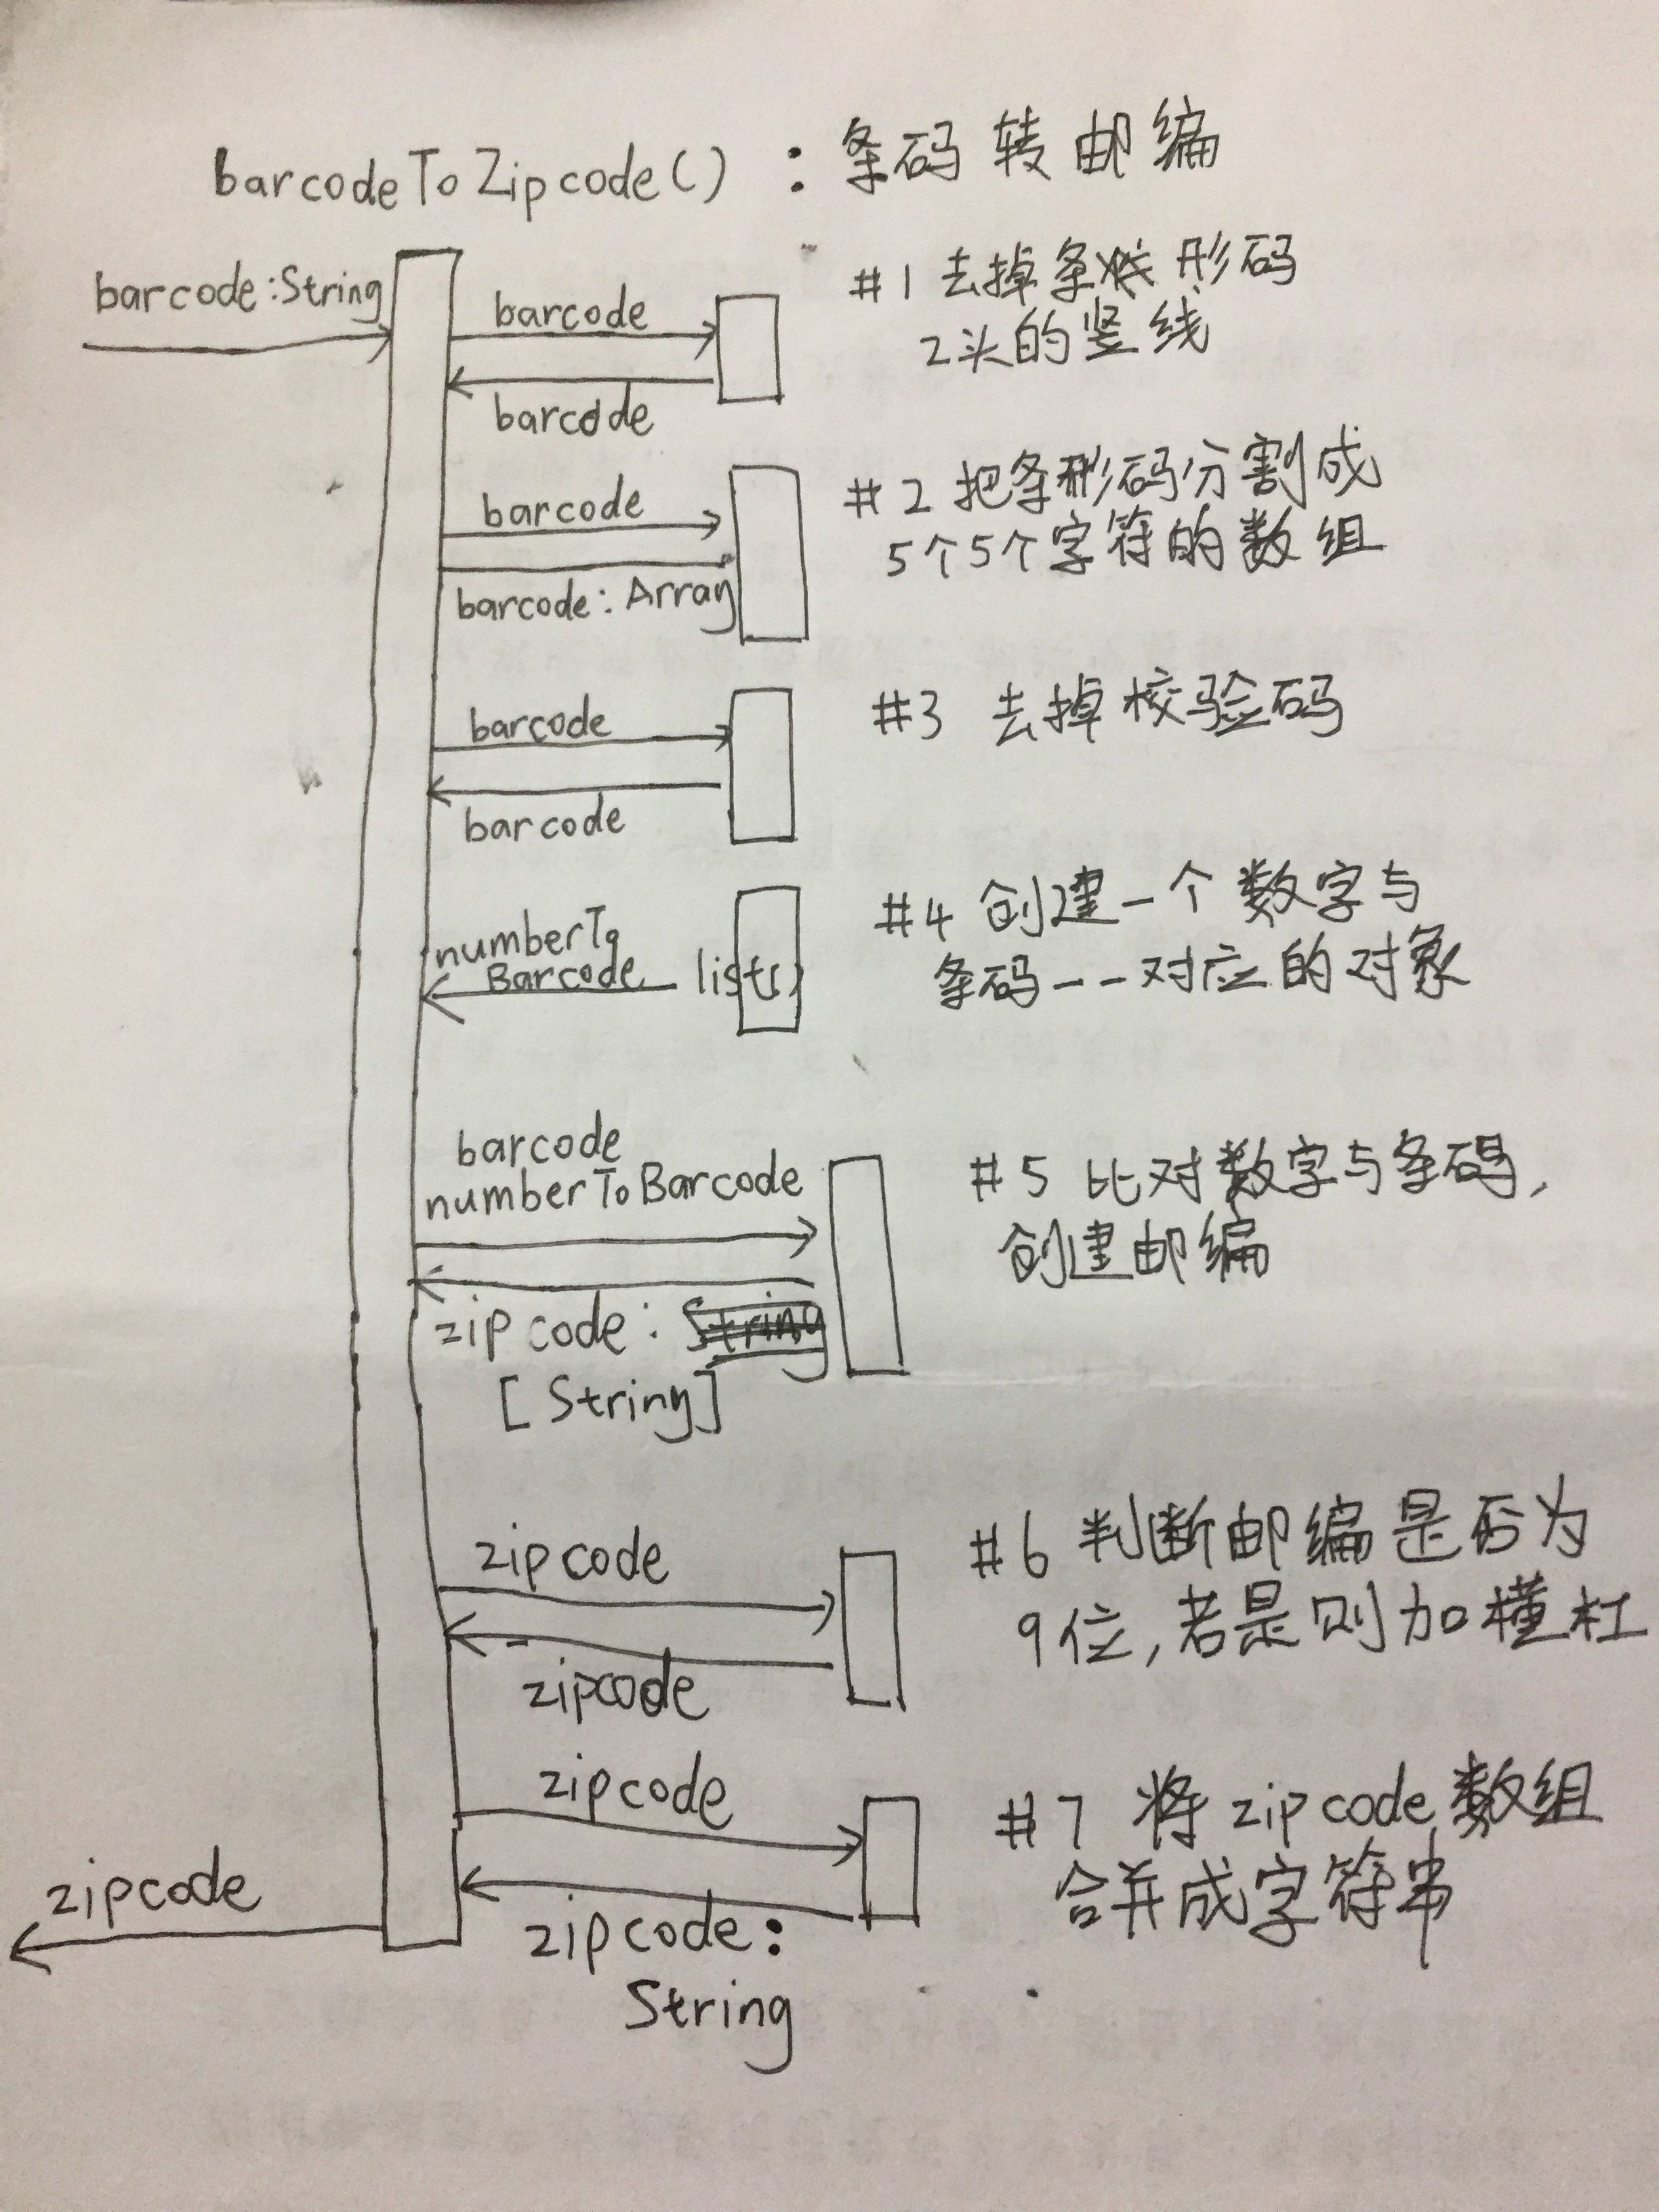 barcodeToZipcode() : 条码转邮编
barcode:String
barcode
barcode
#1 去掉条形码
2头的竖线
barcode
barcode: Array
#2 把条形码分割成
5个5个字符的数组
barcode
barcode
#3 去掉校验码
numberTo
Barcode
lists
#4 创建一个数字与
条码一一对应的对象
barcode
numberToBarcode
zipcode: String
[String]
#5 比对数字与条码,
创建邮编
zipcode
zipcode
#6 判断邮编是否为
9位,若是则加横杠
zipcode
zipcode:
String
#7 将zipcode数组
合并成字符串
zipcode